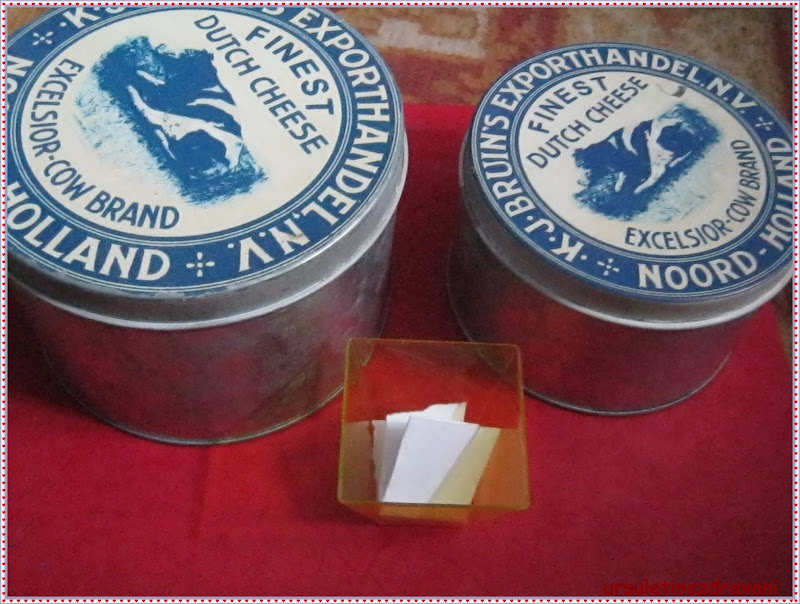 K.J. BRUIN'S EXPORTHANDEL N.V.
FINEST
DUTCH CHEESE
EXCELSIOR-COW BRAND
HOLLAND
K.J. BRUIN'S EXPORTHANDEL N.V.
FINEST
DUTCH CHEESE
EXCELSIOR-COW BRAND
NOORD-HOLLAND